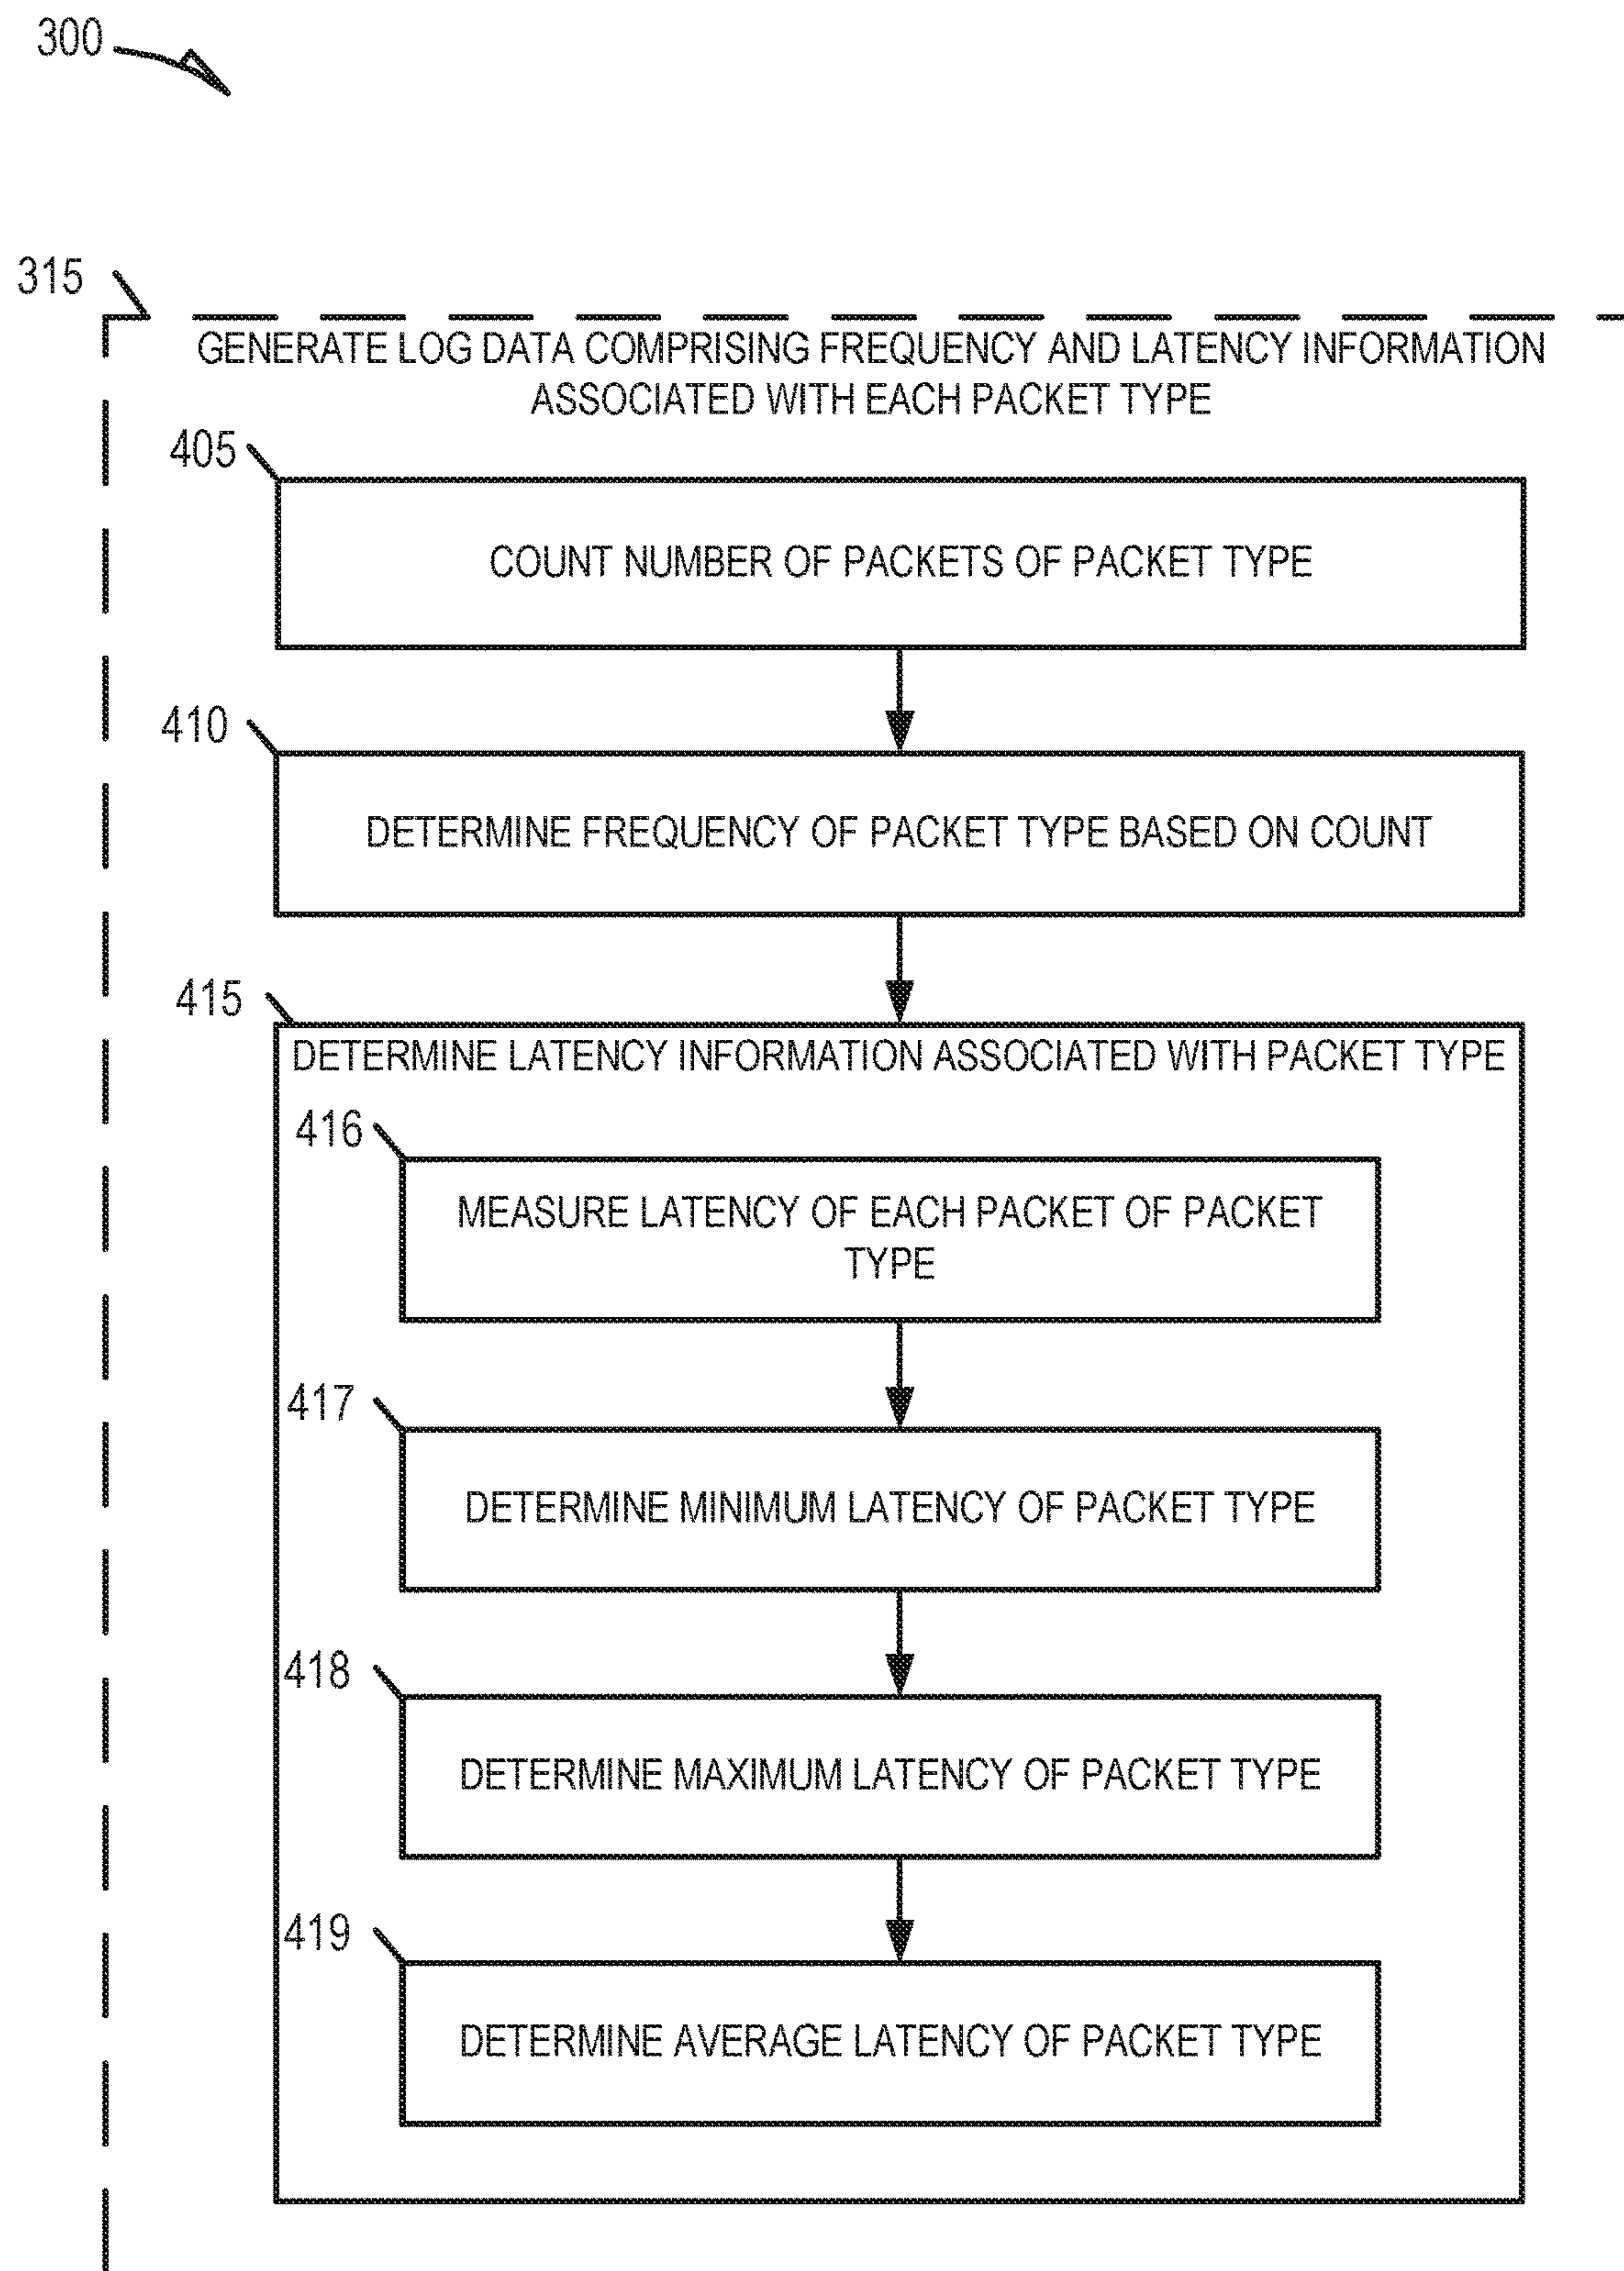 300
315
GENERATE LOG DATA COMPRISING FREQUENCY AND LATENCY INFORMATION
ASSOCIATED WITH EACH PACKET TYPE
405
COUNT NUMBER OF PACKETS OF PACKET TYPE
410
DETERMINE FREQUENCY OF PACKET TYPE BASED ON COUNT
415
DETERMINE LATENCY INFORMATION ASSOCIATED WITH PACKET TYPE
416
MEASURE LATENCY OF EACH PACKET OF PACKET
TYPE
417
DETERMINE MINIMUM LATENCY OF PACKET TYPE
418
DETERMINE MAXIMUM LATENCY OF PACKET TYPE
419
DETERMINE AVERAGE LATENCY OF PACKET TYPE